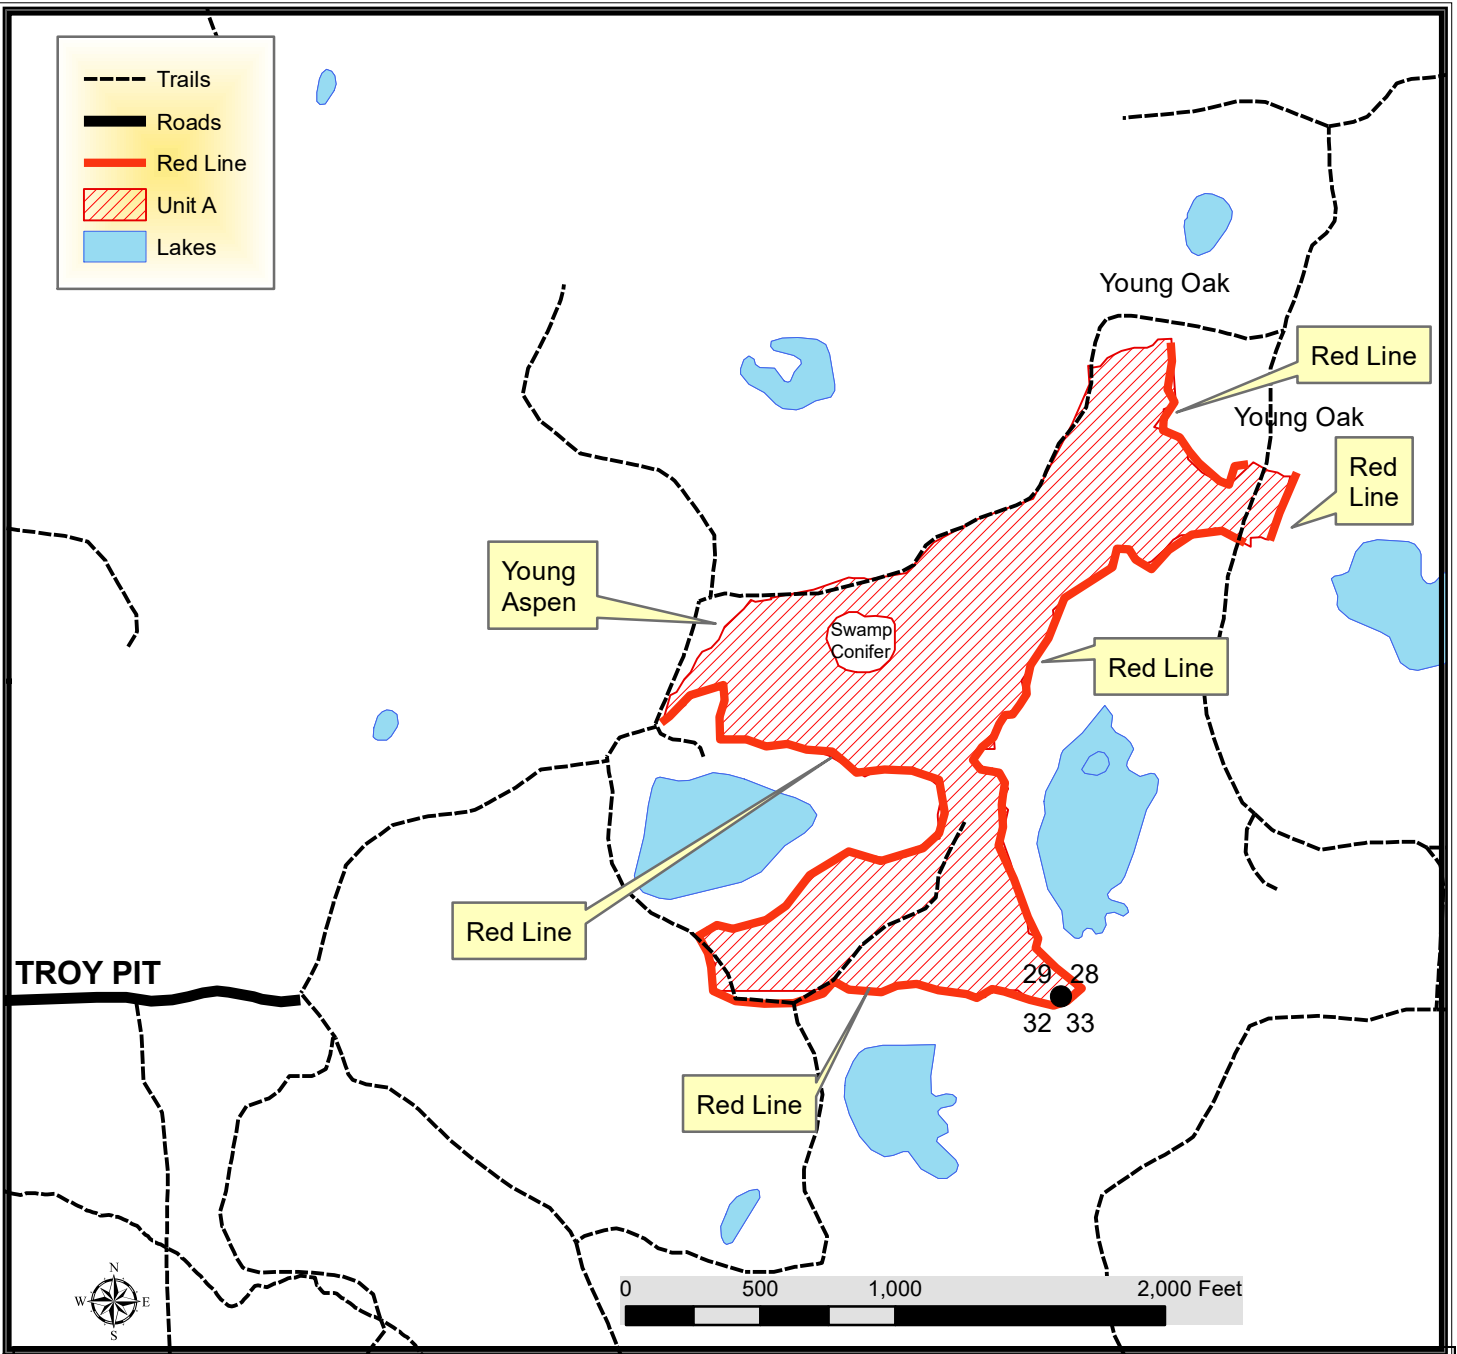 Trails
Roads
Red Line
Unit A
Lakes
Young Oak
Red Line
Young Oak
Red
Line
Young
Aspen
Swamp
Conifer
Red Line
Red Line
TROY PIT
29 28
32 33
Red Line
N
W E
S
0 500 1,000 2,000 Feet